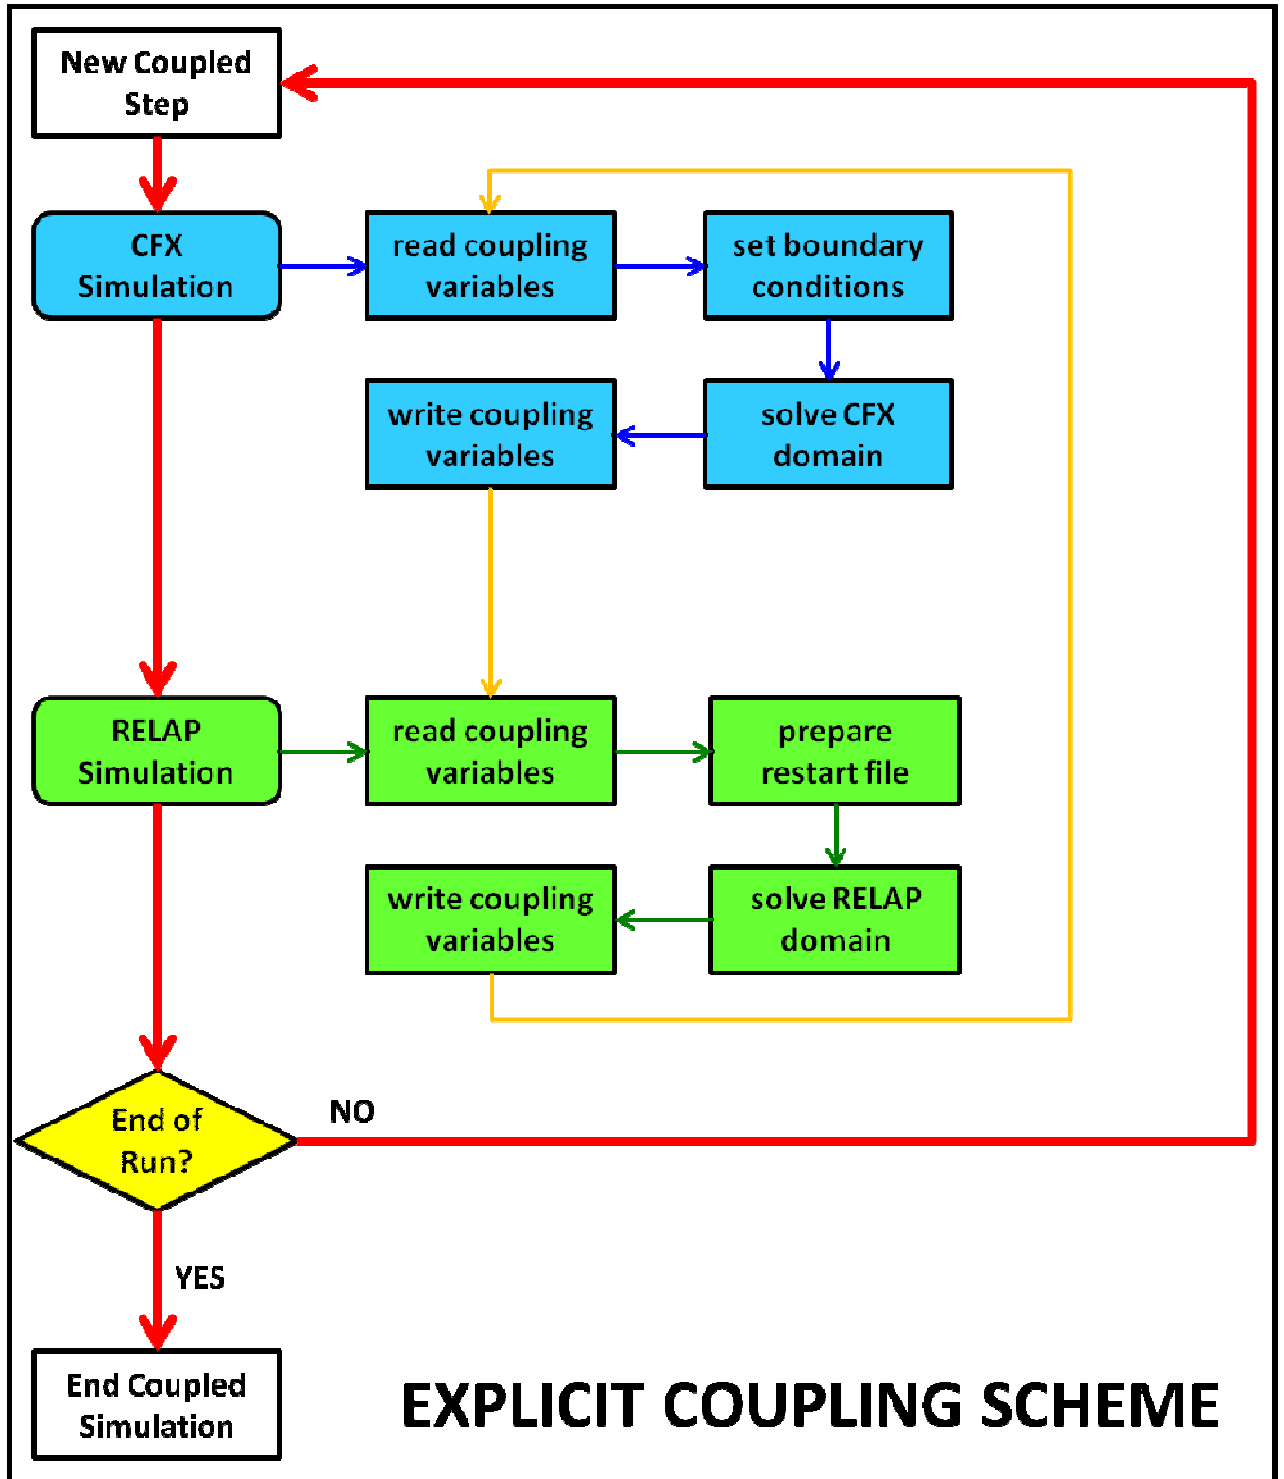 New Coupled
Step
CFX
Simulation
read coupling
variables
set boundary
conditions
write coupling
variables
solve CFX
domain
RELAP
Simulation
read coupling
variables
prepare
restart file
write coupling
variables
solve RELAP
domain
End of
Run?
NO
YES
End Coupled
Simulation
EXPLICIT COUPLING SCHEME